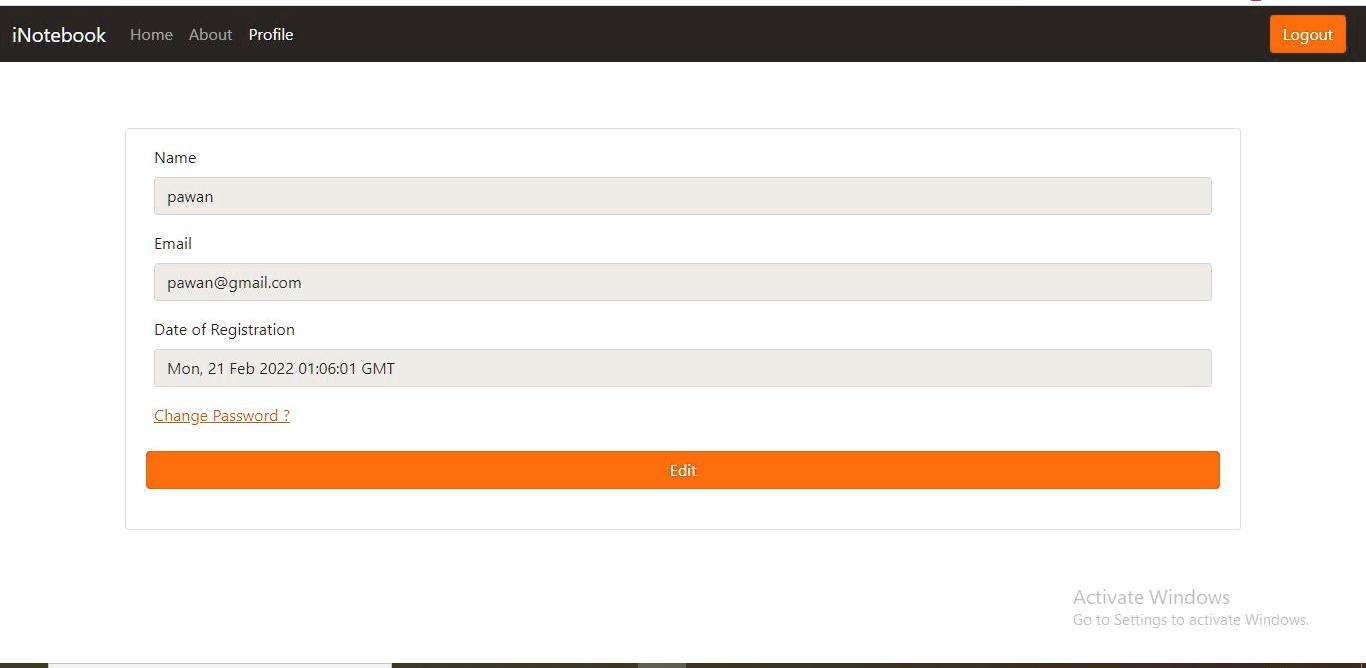 iNotebook Home About Profile Logout
Name
pawan
Email
pawan@gmail.com
Date of Registration
Mon, 21 Feb 2022 01:06:01 GMT
Change Password ?
Edit
Activate Windows
Go to Settings to activate Windows.